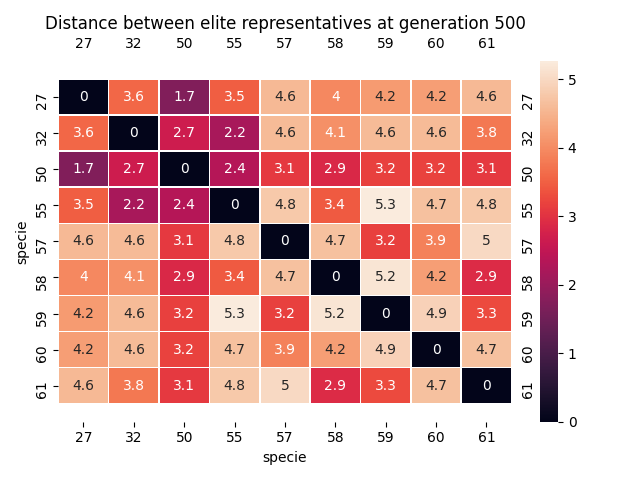 Distance between elite representatives at generation 500
27 32 50 55 57 58 59 60 61
27 0 3.6 1.7 3.5 4.6 4 4.2 4.2 4.6 27
32 3.6 0 2.7 2.2 4.6 4.1 4.6 4.6 3.8 32
50 1.7 2.7 0 2.4 3.1 2.9 3.2 3.2 3.1 50
55 3.5 2.2 2.4 0 4.8 3.4 5.3 4.7 4.8 55
57 4.6 4.6 3.1 4.8 0 4.7 3.2 3.9 5 57
58 4 4.1 2.9 3.4 4.7 0 5.2 4.2 2.9 58
59 4.2 4.6 3.2 5.3 3.2 5.2 0 4.9 3.3 59
60 4.2 4.6 3.2 4.7 3.9 4.2 4.9 0 4.7 60
61 4.6 3.8 3.1 4.8 5 2.9 3.3 4.7 0 61
27 32 50 55 57 58 59 60 61
specie
specie
5
4
3
2
1
0